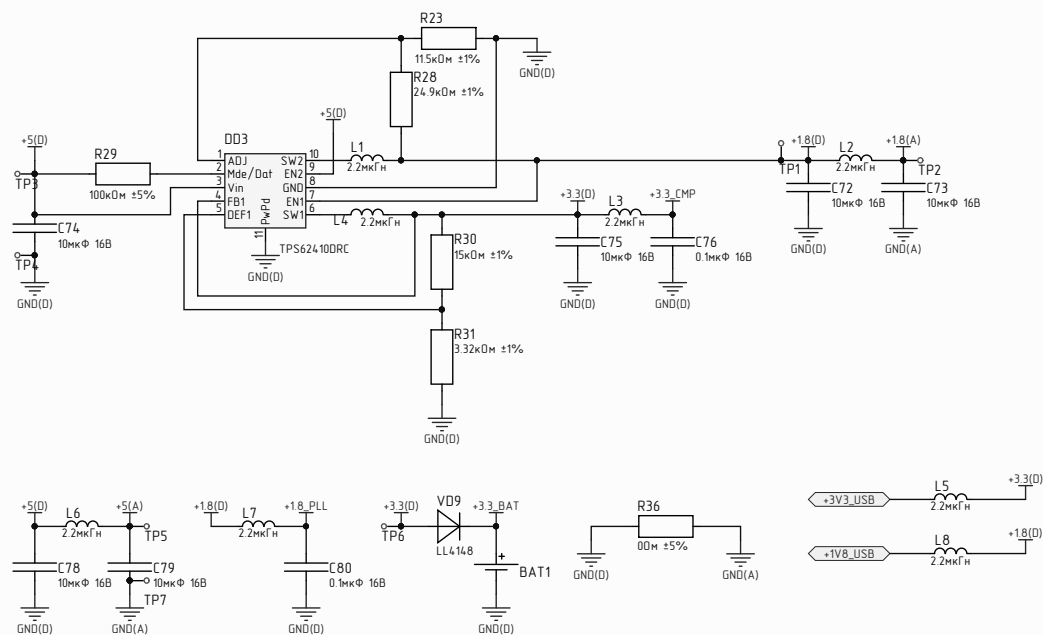 R23
11.5кОм ±1%
GND(D)
R28
24.9кОм ±1%
+5(D)
+5(D)
DD3
R29
100кОм ±5%
TP3
1 ADJ SW2 10
2 Mde/Dat EN2 9
3 Vin GND 8
4 FB1 EN1 7
5 DEF1 SW1 6
PwPd
11
TPS62410DRC
GND(D)
L1
2.2мкГн
L4
2.2мкГн
C74
10мкФ 16В
TP4
GND(D)
R30
15кОм ±1%
R31
3.32кОм ±1%
GND(D)
+3.3(D)
L3
2.2мкГн
+3.3_CMP
C75
10мкФ 16В
GND(D)
C76
0.1мкФ 16В
GND(D)
TP1
+1.8(D)
L2
2.2мкГн
+1.8(A)
TP2
C72
10мкФ 16В
GND(D)
C73
10мкФ 16В
GND(A)
+5(D)
L6
2.2мкГн
+5(A)
TP5
C78
10мкФ 16В
GND(D)
C79
10мкФ 16В
TP7
GND(A)
+1.8(D)
L7
2.2мкГн
+1.8_PLL
C80
0.1мкФ 16В
GND(D)
+3.3(D)
TP6
VD9
LL4148
+3.3_BAT
+
BAT1
GND(D)
R36
0Ом ±5%
GND(D)
GND(A)
+3V3_USB
L5
2.2мкГн
+3.3(D)
+1V8_USB
L8
2.2мкГн
+1.8(D)